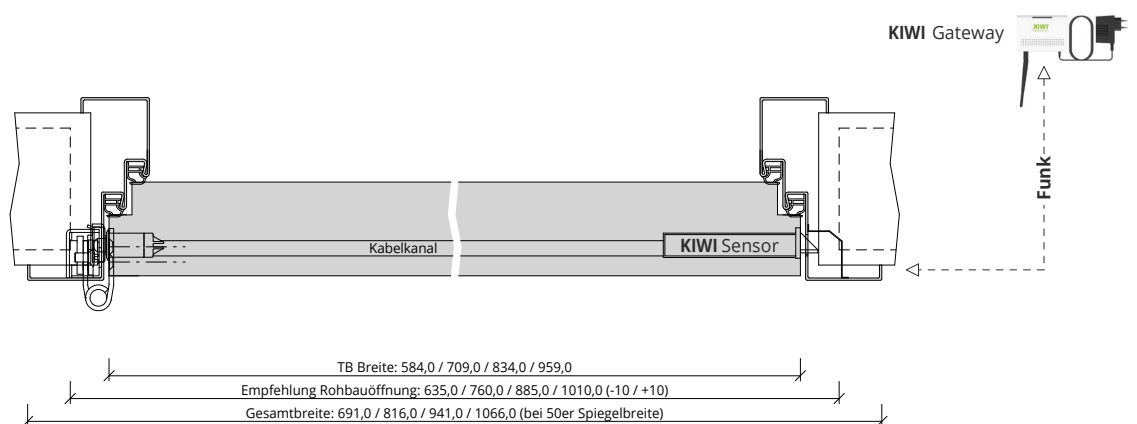 KIWI Gateway
KIWI
Funk
Kabelkanal
KIWI Sensor
TB Breite: 584,0 / 709,0 / 834,0 / 959,0
Empfehlung Rohbauöffnung: 635,0 / 760,0 / 885,0 / 1010,0 (-10 / +10)
Gesamtbreite: 691,0 / 816,0 / 941,0 / 1066,0 (bei 50er Spiegelbreite)